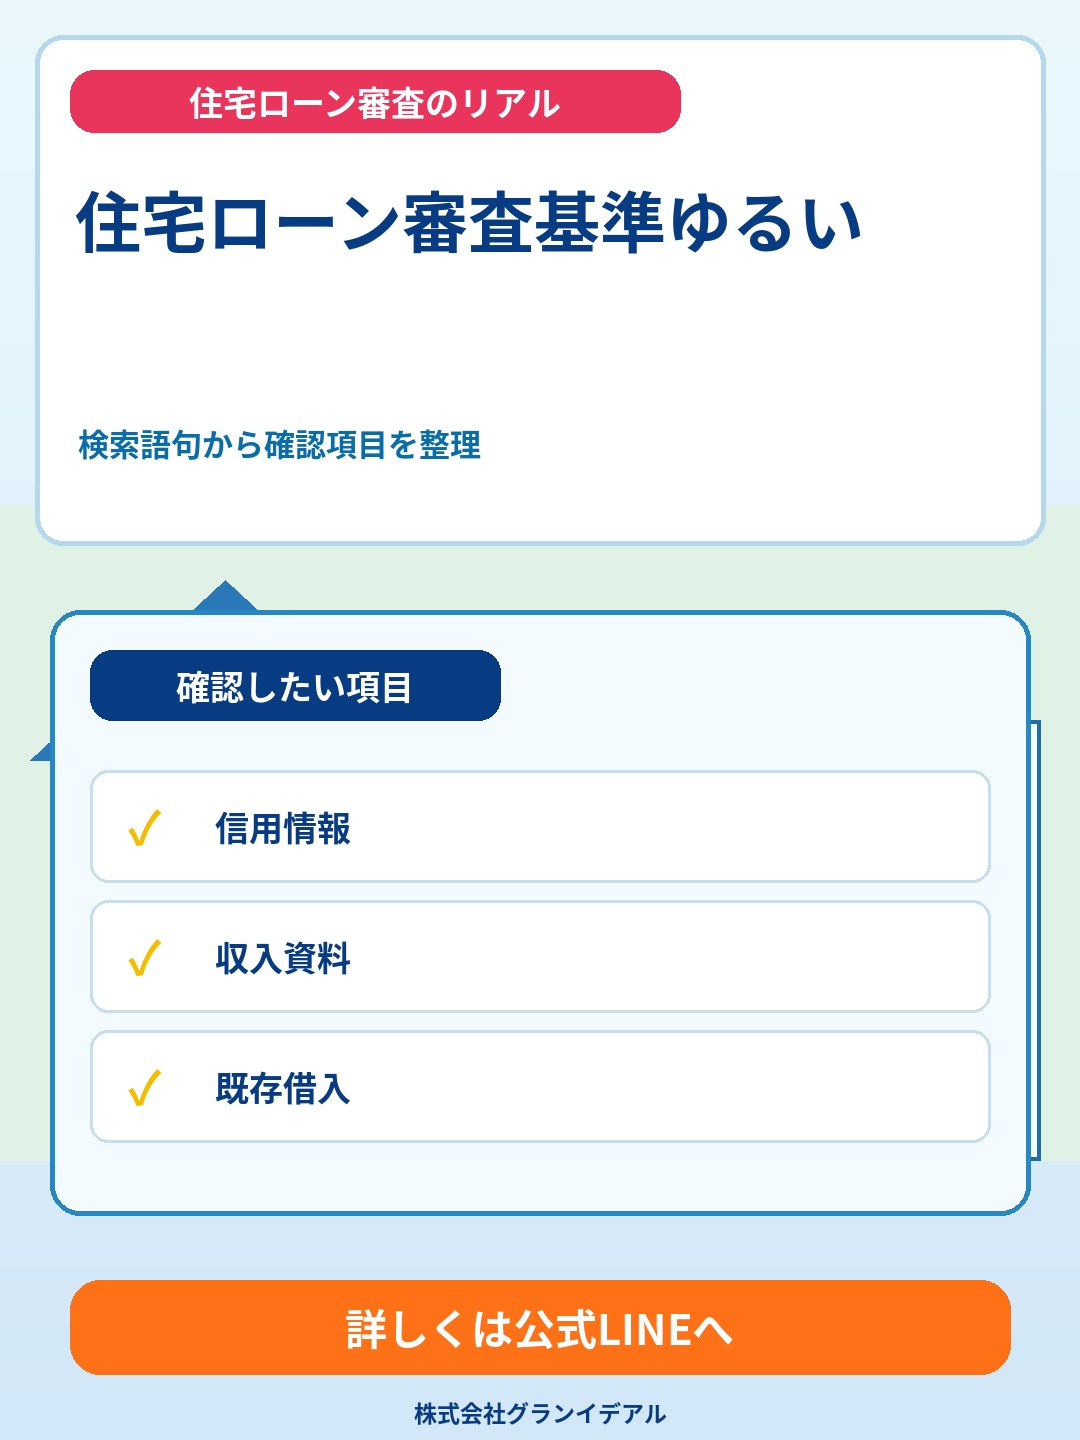 住宅ローン審査のリアル
住宅ローン審査基準ゆるい
検索語句から確認項目を整理
確認したい項目
✓ 信用情報
✓ 収入資料
✓ 既存借入
詳しくは公式LINEへ
株式会社グランイデアル